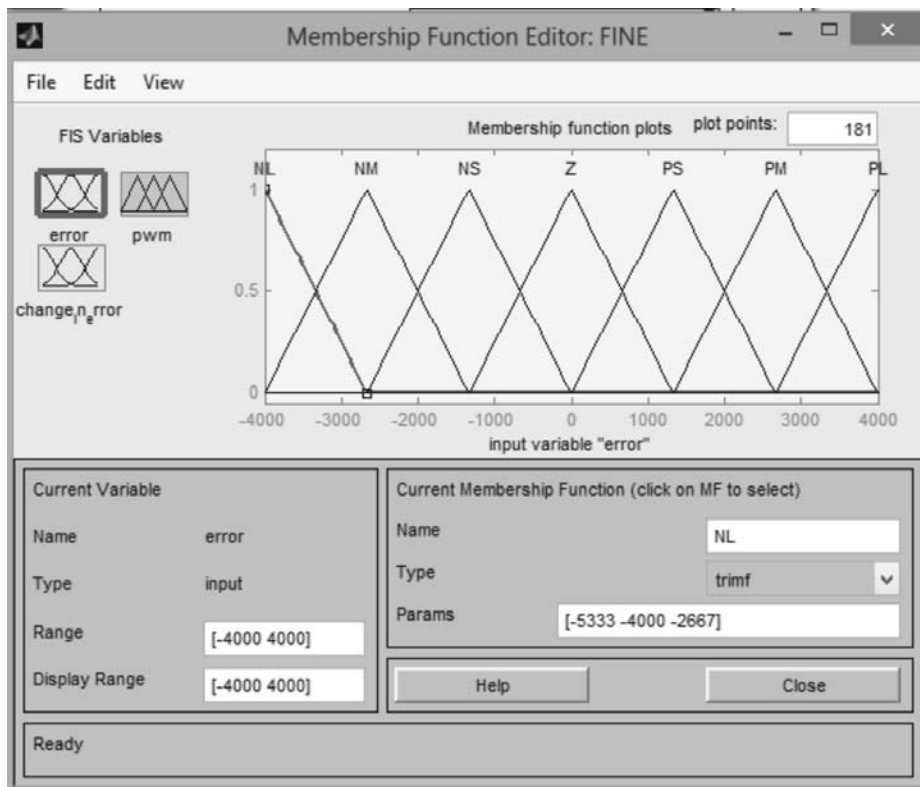 Membership Function Editor: FINE
File Edit View
FIS Variables
Membership function plots plot points: 181
NL NM NS Z PS PM PL
1
0.5
0
-4000 -3000 -2000 -1000 0 1000 2000 3000 4000
input variable "error"
error pwm
change_in_error
Current Variable
Name error
Type input
Range [-4000 4000]
Display Range [-4000 4000]
Current Membership Function (click on MF to select)
Name NL
Type trimf
Params [-5333 -4000 -2667]
Help Close
Ready